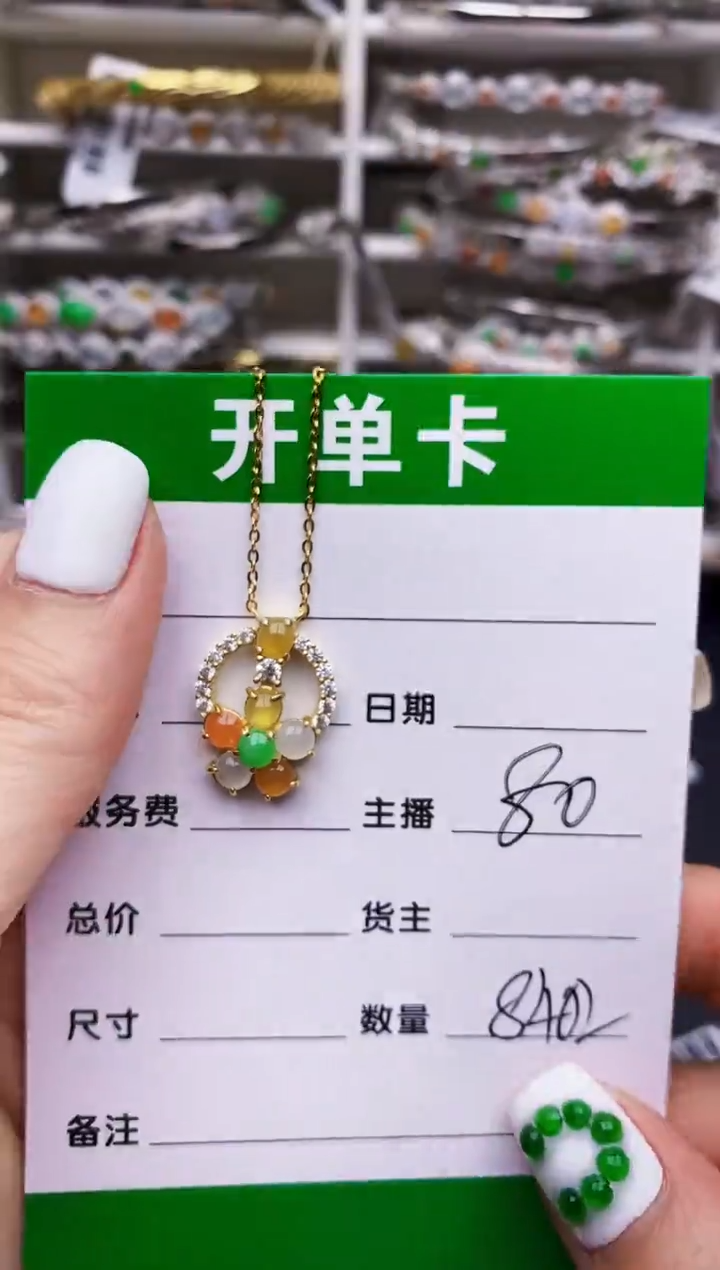 开单卡
日期
服务费 主播 80
总价 货主
尺寸 数量
备注